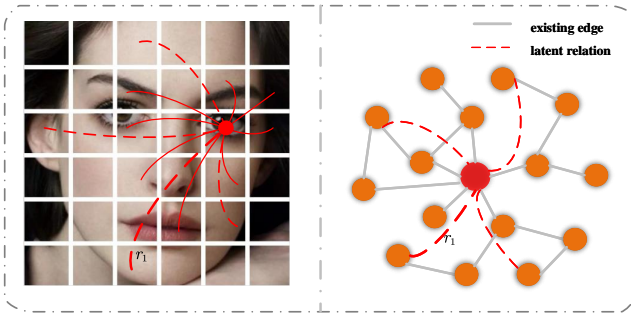 existing edge
latent relation
r1
r1